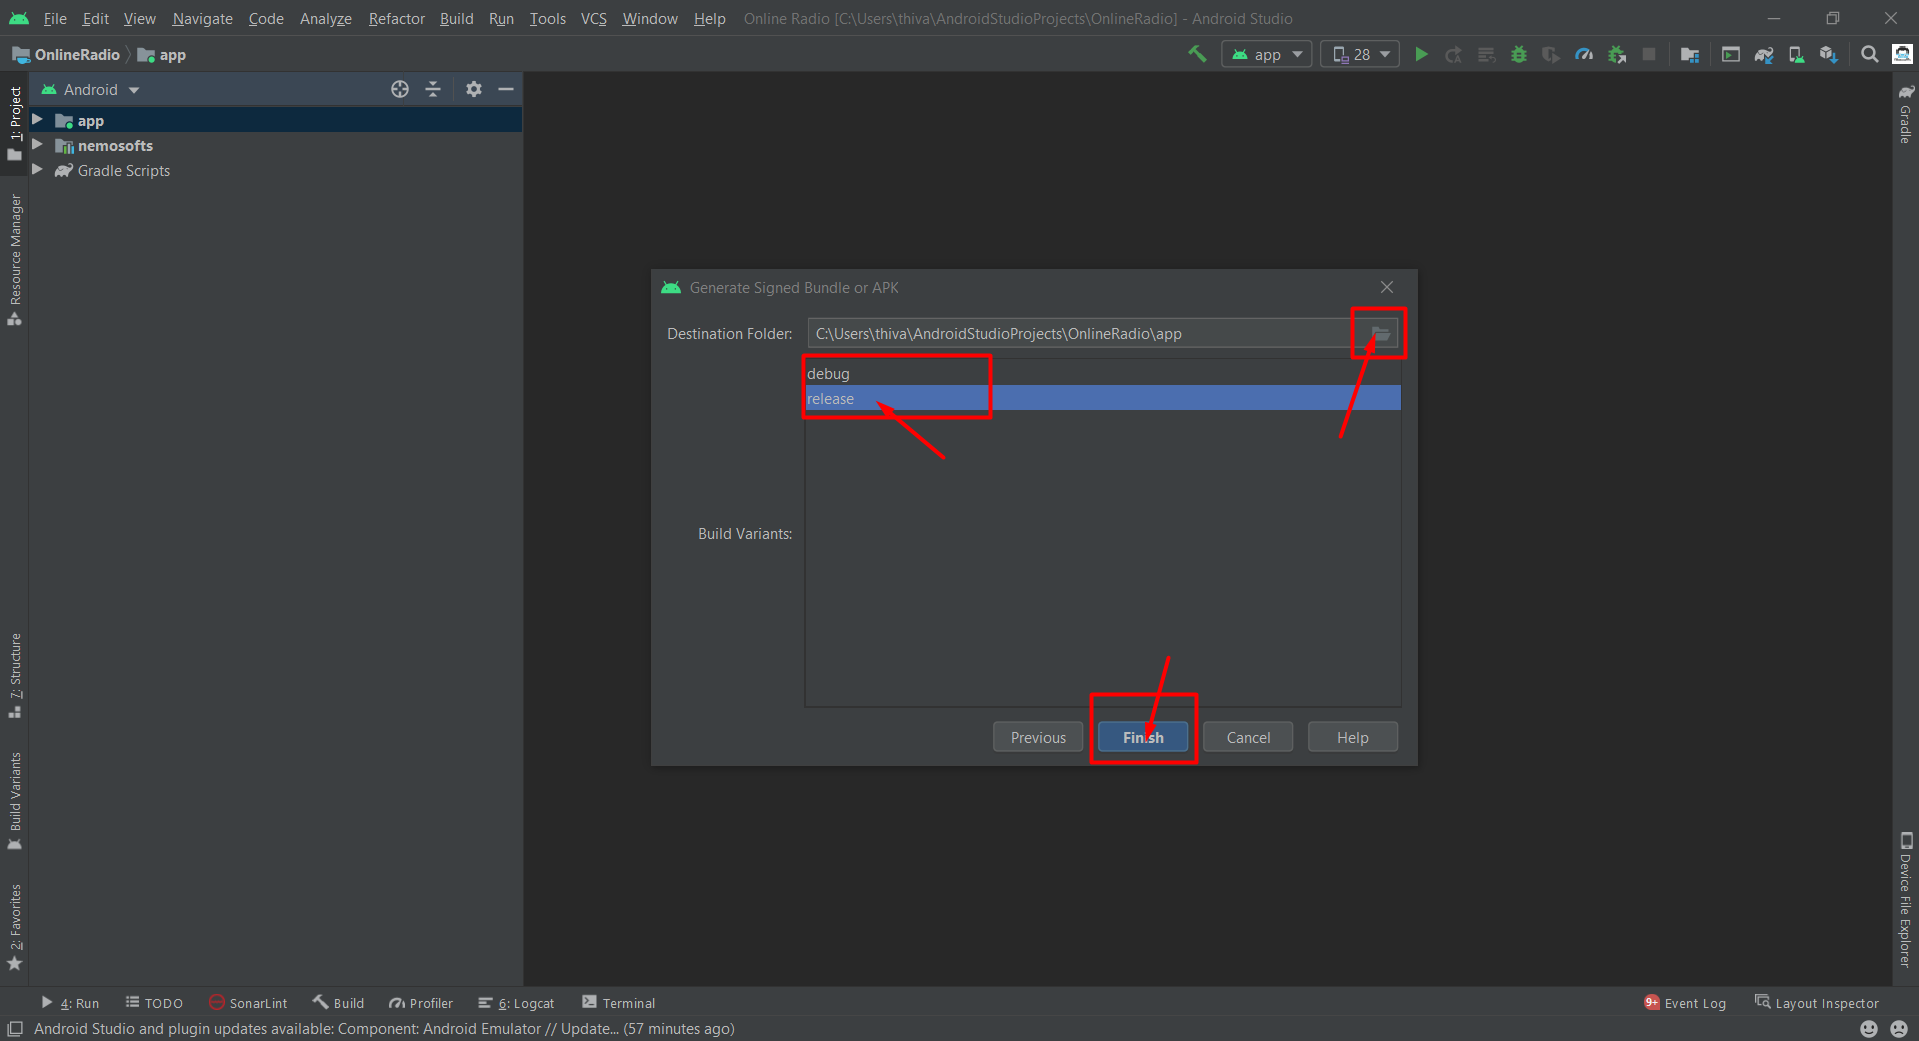 File Edit View Navigate Code Analyze Refactor Build Run Tools VCS Window Help Online Radio [C:\Users\thiva\AndroidStudioProjects\OnlineRadio] - Android Studio
OnlineRadio app
app
28
Android
app
nemosofts
Gradle Scripts
1: Project
Resource Manager
7: Structure
Build Variants
2: Favorites
Generate Signed Bundle or APK
Destination Folder: C:\Users\thiva\AndroidStudioProjects\OnlineRadio\app
debug
release
Build Variants:
Previous Finish Cancel Help
Gradle
Device File Explorer
4: Run TODO SonarLint Build Profiler 6: Logcat Terminal 9+ Event Log Layout Inspector
Android Studio and plugin updates available: Component: Android Emulator // Update... (57 minutes ago)